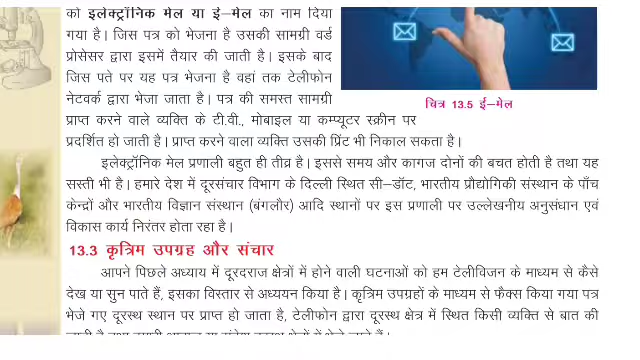 को इलेक्ट्रॉनिक मेल या ई–मेल का नाम दिया
गया है। जिस पत्र को भेजना है उसकी सामग्री वर्ड
प्रोसेसर द्वारा इसमें तैयार की जाती है। इसके बाद
जिस पते पर यह पत्र भेजना है वहां तक टेलीफोन
नेटवर्क द्वारा भेजा जाता है। पत्र की समस्त सामग्री
चित्र 13.5 ई–मेल
प्राप्त करने वाले व्यक्ति के टी.वी., मोबाइल या कम्प्यूटर स्क्रीन पर
प्रदर्शित हो जाती है। प्राप्त करने वाला व्यक्ति उसकी प्रिंट भी निकाल सकता है।
इलेक्ट्रॉनिक मेल प्रणाली बहुत ही तीव्र है। इससे समय और कागज दोनों की बचत होती है तथा यह
सस्ती भी है। हमारे देश में दूरसंचार विभाग के दिल्ली स्थित सी–डॉट, भारतीय प्रौद्योगिकी संस्थान के पाँच
केन्द्रों और भारतीय विज्ञान संस्थान (बंगलौर) आदि स्थानों पर इस प्रणाली पर उल्लेखनीय अनुसंधान एवं
विकास कार्य निरंतर होता रहा है।
13.3 कृत्रिम उपग्रह और संचार
आपने पिछले अध्याय में दूरदराज क्षेत्रों में होने वाली घटनाओं को हम टेलीविजन के माध्यम से कैसे
देख या सुन पाते हैं, इसका विस्तार से अध्ययन किया है। कृत्रिम उपग्रहों के माध्यम से फैक्स किया गया पत्र
भेजे गए दूरस्थ स्थान पर प्राप्त हो जाता है, टेलीफोन द्वारा दूरस्थ क्षेत्र में स्थित किसी व्यक्ति से बात की